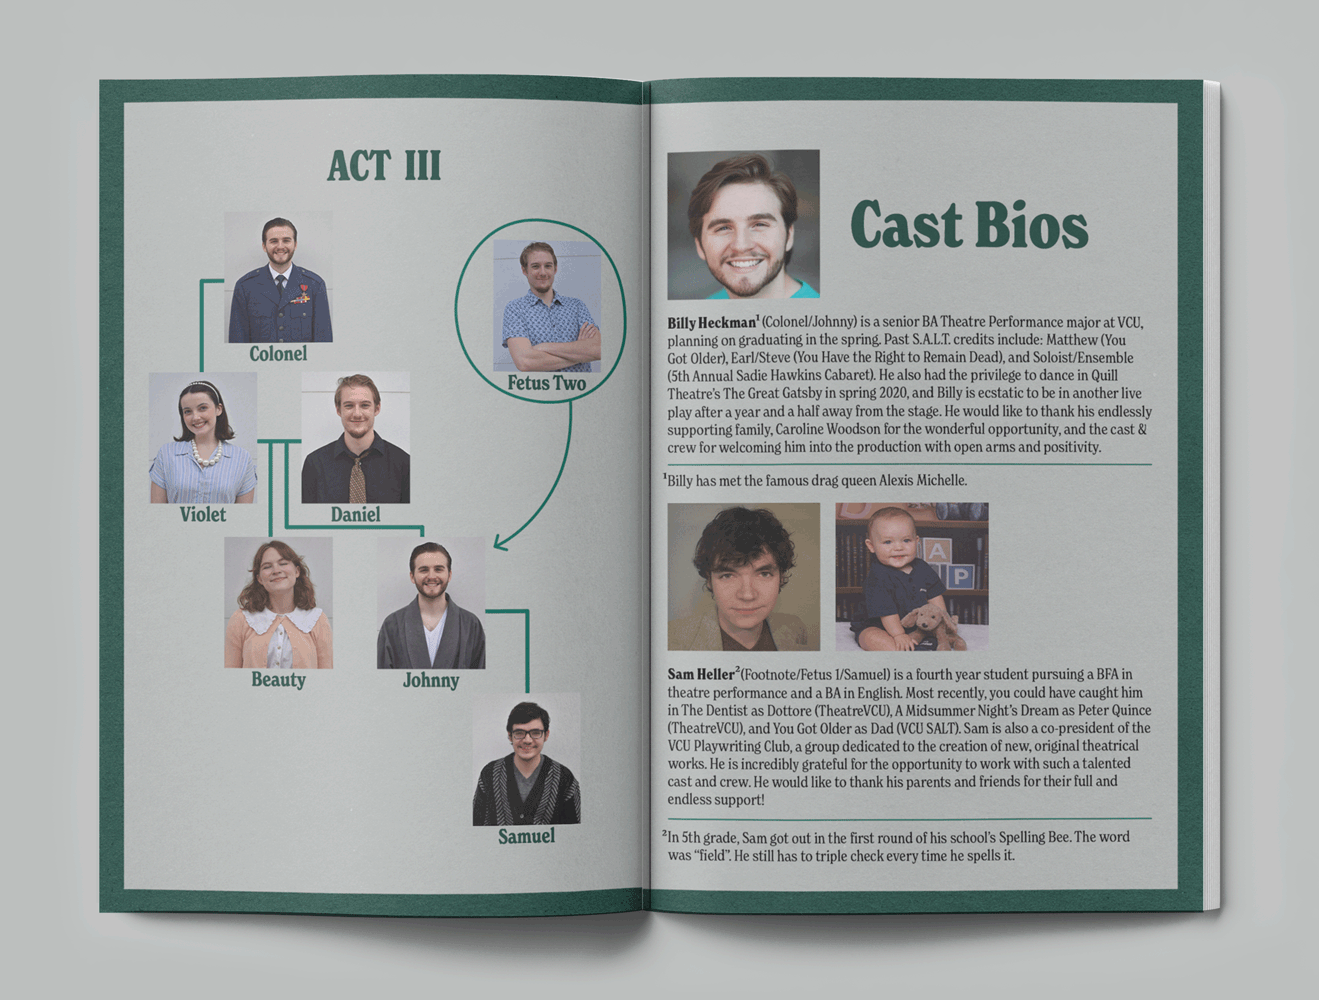 ACT III
Colonel
Fetus Two
Violet
Daniel
Beauty
Johnny
Samuel
Cast Bios
Billy Heckman¹ (Colonel/Johnny) is a senior BA Theatre Performance major at VCU,
planning on graduating in the spring. Past S.A.L.T. credits include: Matthew (You
Got Older), Earl/Steve (You Have the Right to Remain Dead), and Soloist/Ensemble
(5th Annual Sadie Hawkins Cabaret). He also had the privilege to dance in Quill
Theatre's The Great Gatsby in spring 2020, and Billy is ecstatic to be in another live
play after a year and a half away from the stage. He would like to thank his endlessly
supporting family, Caroline Woodson for the wonderful opportunity, and the cast &
crew for welcoming him into the production with open arms and positivity.
¹Billy has met the famous drag queen Alexis Michelle.
A
P
Sam Heller²(Footnote/Fetus 1/Samuel) is a fourth year student pursuing a BFA in
theatre performance and a BA in English. Most recently, you could have caught him
in The Dentist as Dottore (TheatreVCU), A Midsummer Night's Dream as Peter Quince
(TheatreVCU), and You Got Older as Dad (VCU SALT). Sam is also a co-president of the
VCU Playwriting Club, a group dedicated to the creation of new, original theatrical
works. He is incredibly grateful for the opportunity to work with such a talented
cast and crew. He would like to thank his parents and friends for their full and
endless support!
²In 5th grade, Sam got out in the first round of his school's Spelling Bee. The word
was "field". He still has to triple check every time he spells it.